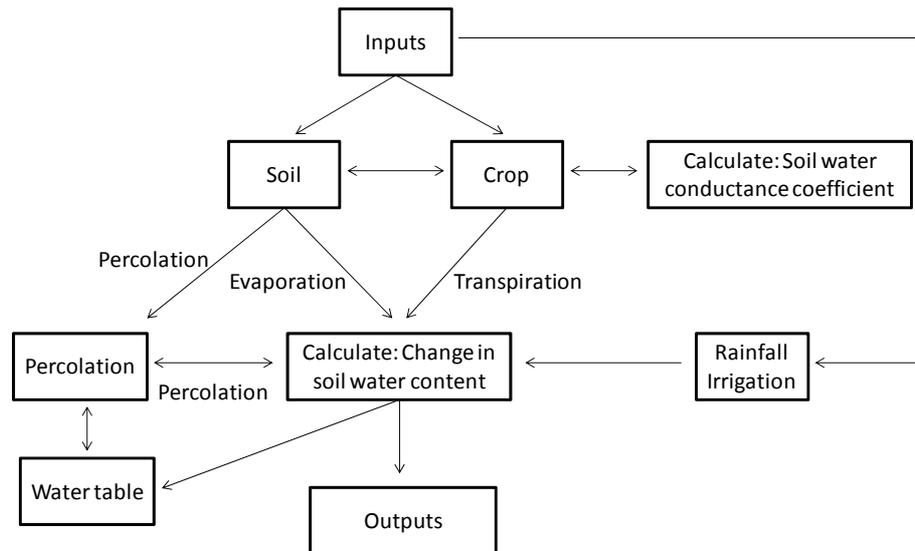 Inputs
Soil
Crop
Calculate: Soil water
conductance coefficient
Percolation
Evaporation
Transpiration
Percolation
Calculate: Change in
soil water content
Rainfall
Irrigation
Percolation
Water table
Outputs